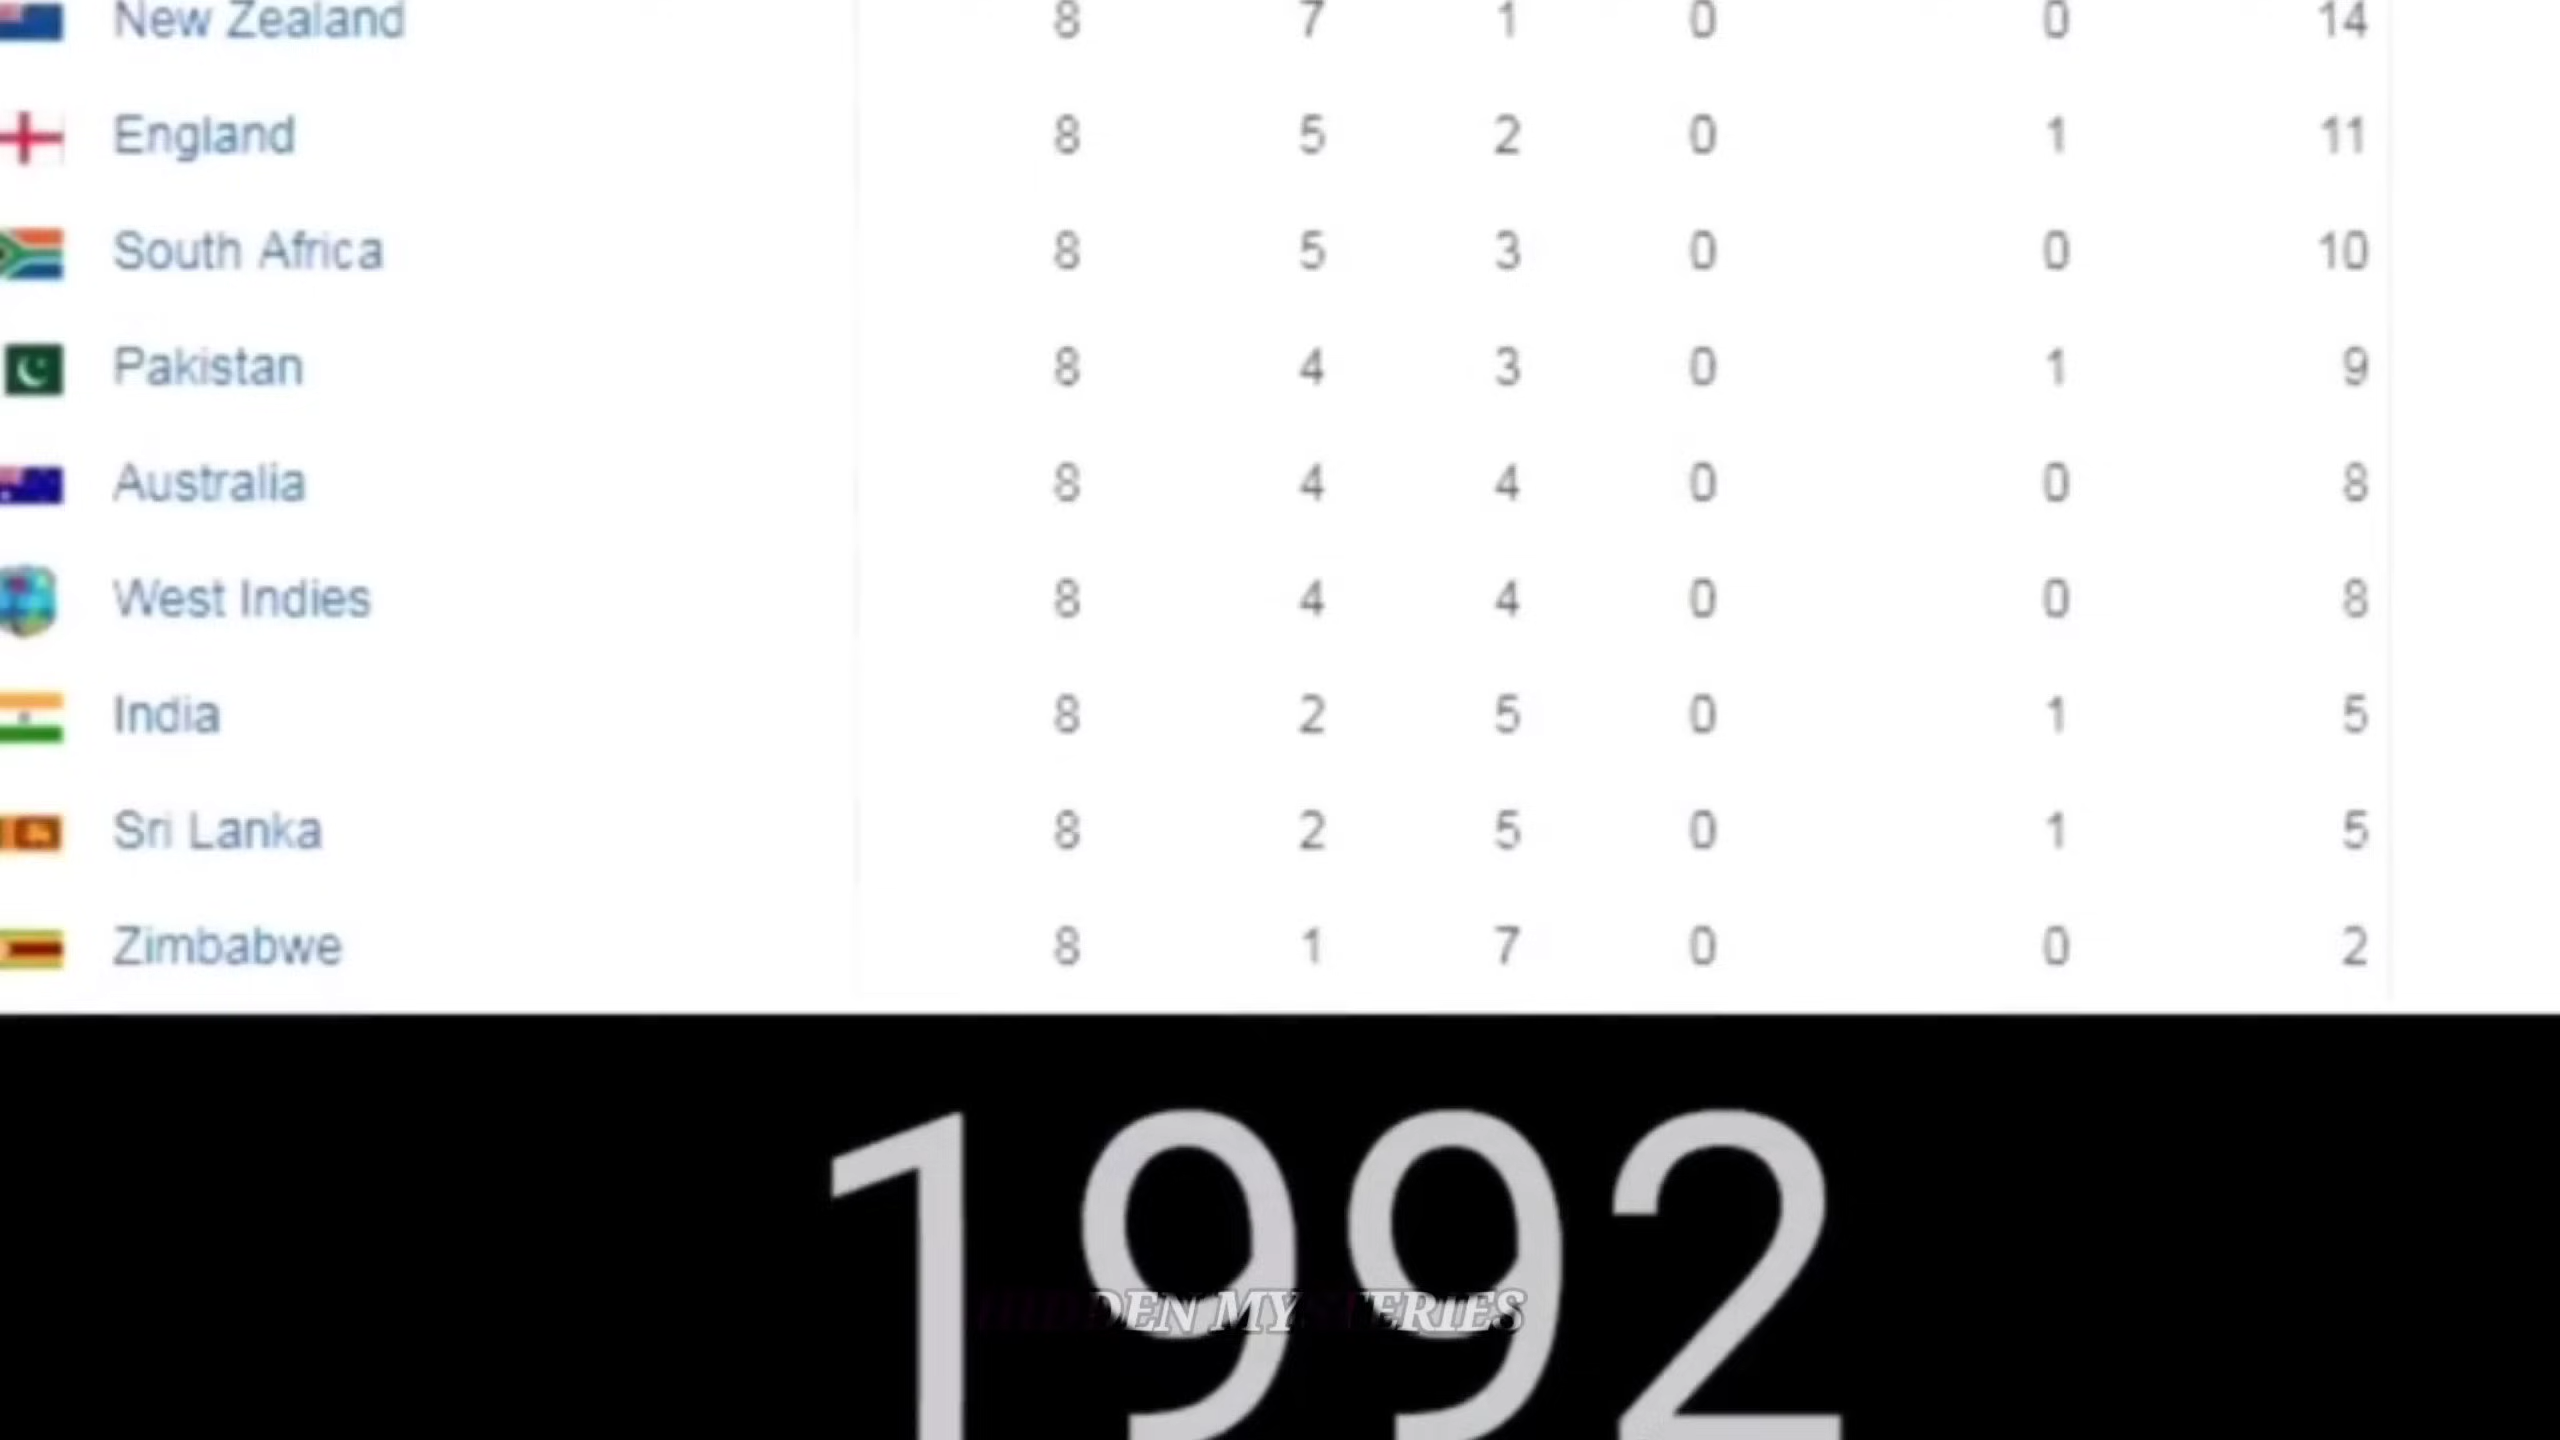 New Zealand 8 7 1 0 0 14
England 8 5 2 0 1 11
South Africa 8 5 3 0 0 10
Pakistan 8 4 3 0 1 9
Australia 8 4 4 0 0 8
West Indies 8 4 4 0 0 8
India 8 2 5 0 1 5
Sri Lanka 8 2 5 0 1 5
Zimbabwe 8 1 7 0 0 2
1992
HIDDEN MYSTERIES